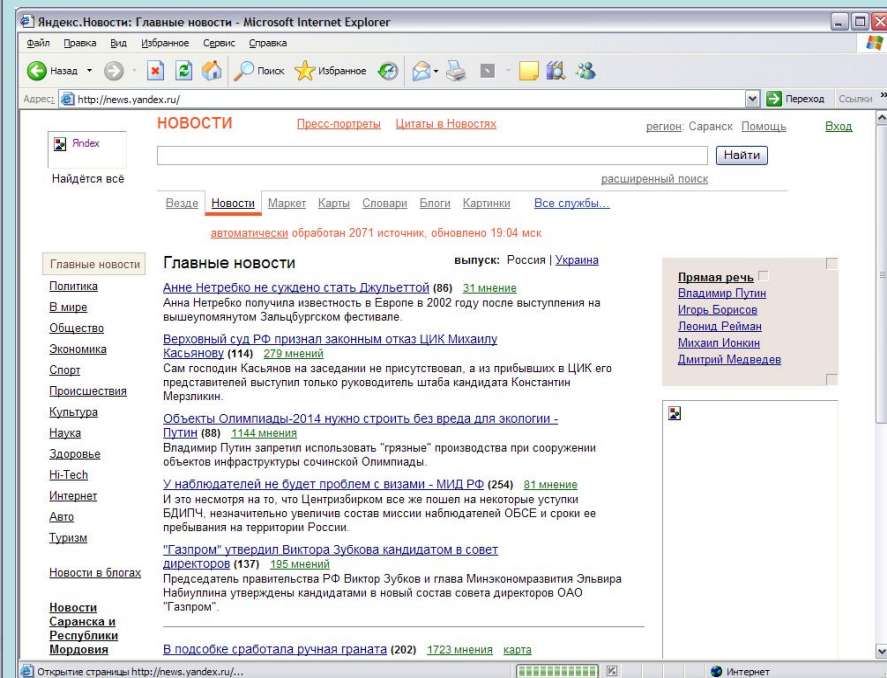 Яндекс.Новости: Главные новости - Microsoft Internet Explorer
Файл Правка Вид Избранное Сервис Справка
Назад Поиск Избранное
Адрес: http://news.yandex.ru/ Переход Ссылки »
Яndex
Найдётся всё
НОВОСТИ Пресс-портреты Цитаты в Новостях регион: Саранск Помощь Вход
Найти
расширенный поиск
Везде Новости Маркет Карты Словари Блоги Картинки Все службы...
автоматически обработан 2071 источник, обновлено 19:04 мск
Главные новости
Политика
В мире
Общество
Экономика
Спорт
Происшествия
Культура
Наука
Здоровье
Hi-Tech
Интернет
Авто
Туризм
Новости в блогах
Новости
Саранска и
Республики
Мордовия
Главные новости выпуск: Россия | Украина
Анне Нетребко не суждено стать Джульеттой (86) 31 мнение
Анна Нетребко получила известность в Европе в 2002 году после выступления на
вышеупомянутом Зальцбургском фестивале.
Верховный суд РФ признал законным отказ ЦИК Михаилу
Касьянову (114) 279 мнений
Сам господин Касьянов на заседании не присутствовал, а из прибывших в ЦИК его
представителей выступил только руководитель штаба кандидата Константин
Мерзликин.
Объекты Олимпиады-2014 нужно строить без вреда для экологии -
Путин (88) 1144 мнения
Владимир Путин запретил использовать "грязные" производства при сооружении
объектов инфраструктуры сочинской Олимпиады.
У наблюдателей не будет проблем с визами - МИД РФ (254) 81 мнение
И это несмотря на то, что Центризбирком все же пошел на некоторые уступки
БДИПЧ, незначительно увеличив состав миссии наблюдателей ОБСЕ и сроки ее
пребывания на территории России.
"Газпром" утвердил Виктора Зубкова кандидатом в совет
директоров (137) 195 мнений
Председатель правительства РФ Виктор Зубков и глава Минэкономразвития Эльвира
Набиуллина утверждены кандидатами в новый состав совета директоров ОАО
"Газпром".
В подсобке сработала ручная граната (202) 1723 мнения карта
Прямая речь
Владимир Путин
Игорь Борисов
Леонид Рейман
Михаил Ионкин
Дмитрий Медведев
Открытие страницы http://news.yandex.ru/... Интернет